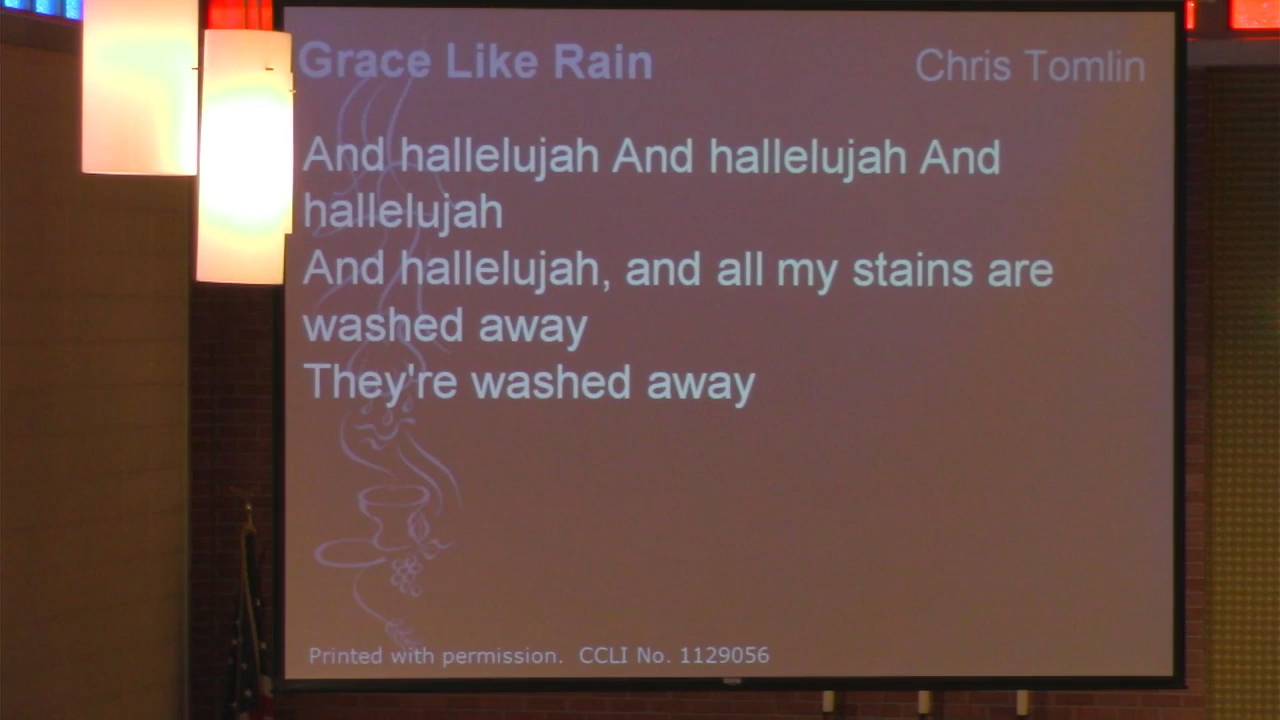 Grace Like Rain Chris Tomlin
And hallelujah And hallelujah And
hallelujah
And hallelujah, and all my stains are
washed away
They're washed away
Printed with permission. CCLI No. 1129056